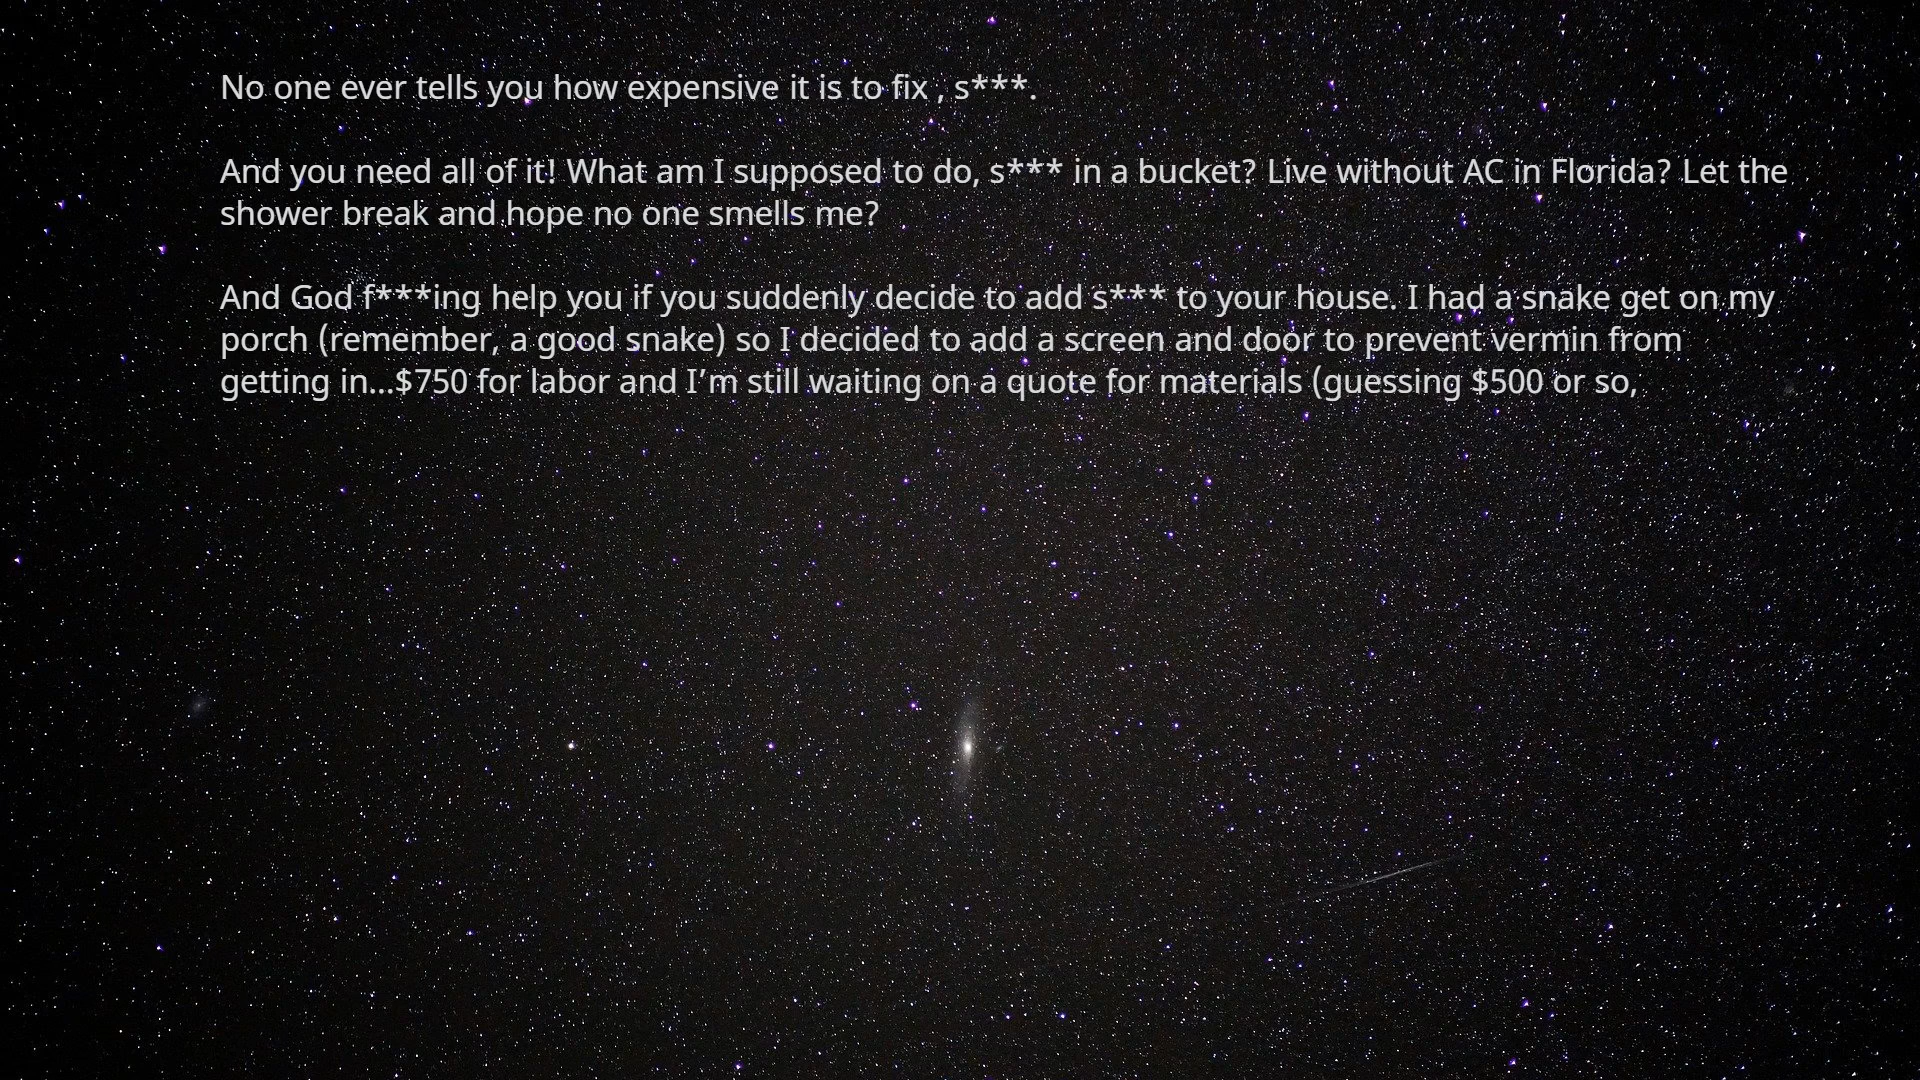 No one ever tells you how expensive it is to fix , s***.
And you need all of it! What am I supposed to do, s*** in a bucket? Live without AC in Florida? Let the
shower break and hope no one smells me?
And God f***ing help you if you suddenly decide to add s*** to your house. I had a snake get on my
porch (remember, a good snake) so I decided to add a screen and door to prevent vermin from
getting in...$750 for labor and I’m still waiting on a quote for materials (guessing $500 or so,